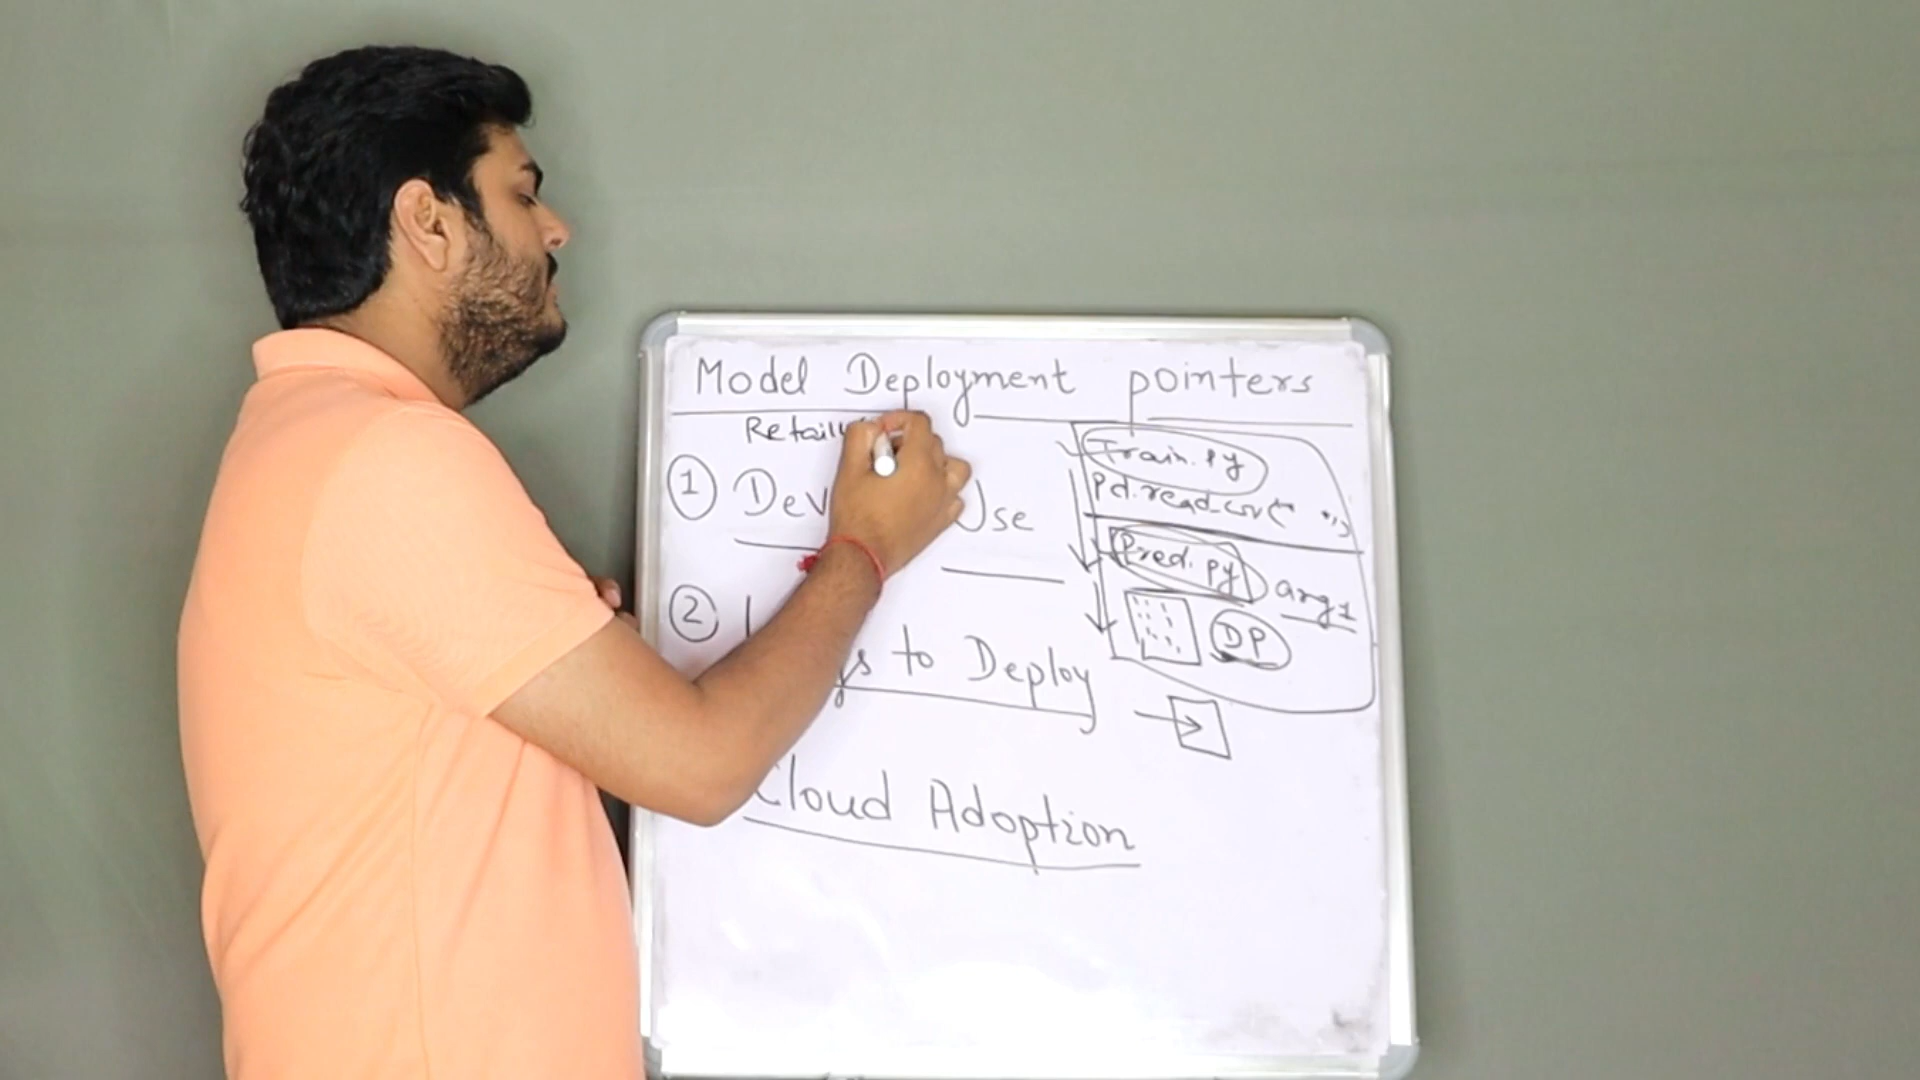 Model Deployment pointers
Train.py
pd.read_csv(" ")
① Dev Use
Pred.py arg1
②
to Deploy
DP
Cloud Adoption